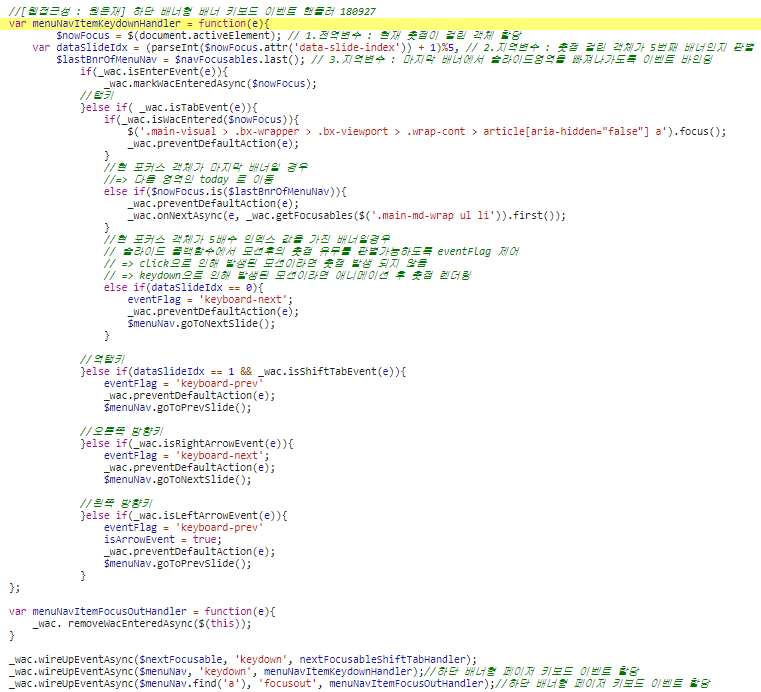 //[웹접근성 : 원은재] 하단 배너형 배너 키보드 이벤트 핸들러 180927
var menuNavItemKeydownHandler = function(e){
$nowFocus = $(document.activeElement); // 1.전역변수 : 현재 촛점이 걸린 객체 할당
var dataSlideIdx = (parseInt($nowFocus.attr('data-slide-index')) + 1)%5, // 2.지역변수 : 촛점 걸린 객체가 5번째 배너인지 판별
$lastBnrOfMenuNav = $navFocusables.last(); // 3.지역변수 : 마지막 배너에서 슬라이드영역을 빠져나가도록 이벤트 바인딩
if(_wac.isEnterEvent(e)){
_wac.markWacEnteredAsync($nowFocus);
//탭키
}else if( _wac.isTabEvent(e)){
if(_wac.isWacEntered($nowFocus)){
$('.main-visual > .bx-wrapper > .bx-viewport > .wrap-cont > article[aria-hidden="false"] a').focus();
_wac.preventDefaultAction(e);
}
//현 포커스 객체가 마지막 배너일 경우
//=> 다음 영역인 today 로 이동
else if($nowFocus.is($lastBnrOfMenuNav)){
_wac.preventDefaultAction(e);
_wac.onNextAsync(e, _wac.getFocusables($('.main-md-wrap ul li')).first());
}
//현 포커스 객체가 5배수 인덱스 값을 가진 배너일경우
// 슬라이드 콜백함수에서 모션후의 촛점 유무를 판별가능하도록 eventFlag 제어
// => click으로 인해 발생된 모션이라면 촛점 발생 되지 않음
// => keydown으로 인해 발생된 모션이라면 애니메이션 후 촛점 렌더링
else if(dataSlideIdx == 0){
eventFlag = 'keyboard-next';
_wac.preventDefaultAction(e);
$menuNav.goToNextSlide();
}
//역탭키
}else if(dataSlideIdx == 1 && _wac.isShiftTabEvent(e)){
eventFlag = 'keyboard-prev'
_wac.preventDefaultAction(e);
$menuNav.goToPrevSlide();
//오른쪽 방향키
}else if(_wac.isRightArrowEvent(e)){
eventFlag = 'keyboard-next';
_wac.preventDefaultAction(e);
$menuNav.goToNextSlide();
//왼쪽 방향키
}else if(_wac.isLeftArrowEvent(e)){
eventFlag = 'keyboard-prev'
isArrowEvent = true;
_wac.preventDefaultAction(e);
$menuNav.goToPrevSlide();
}
};
var menuNavItemFocusOutHandler = function(e){
_wac. removeWacEnteredAsync($(this));
}
_wac.wireUpEventAsync($nextFocusable, 'keydown', nextFocusableShiftTabHandler);
_wac.wireUpEventAsync($menuNav, 'keydown', menuNavItemKeydownHandler);//하단 배너형 페이저 키보드 이벤트 할당
_wac.wireUpEventAsync($menuNav.find('a'), 'focusout', menuNavItemFocusOutHandler);//하단 배너형 페이저 키보드 이벤트 할당